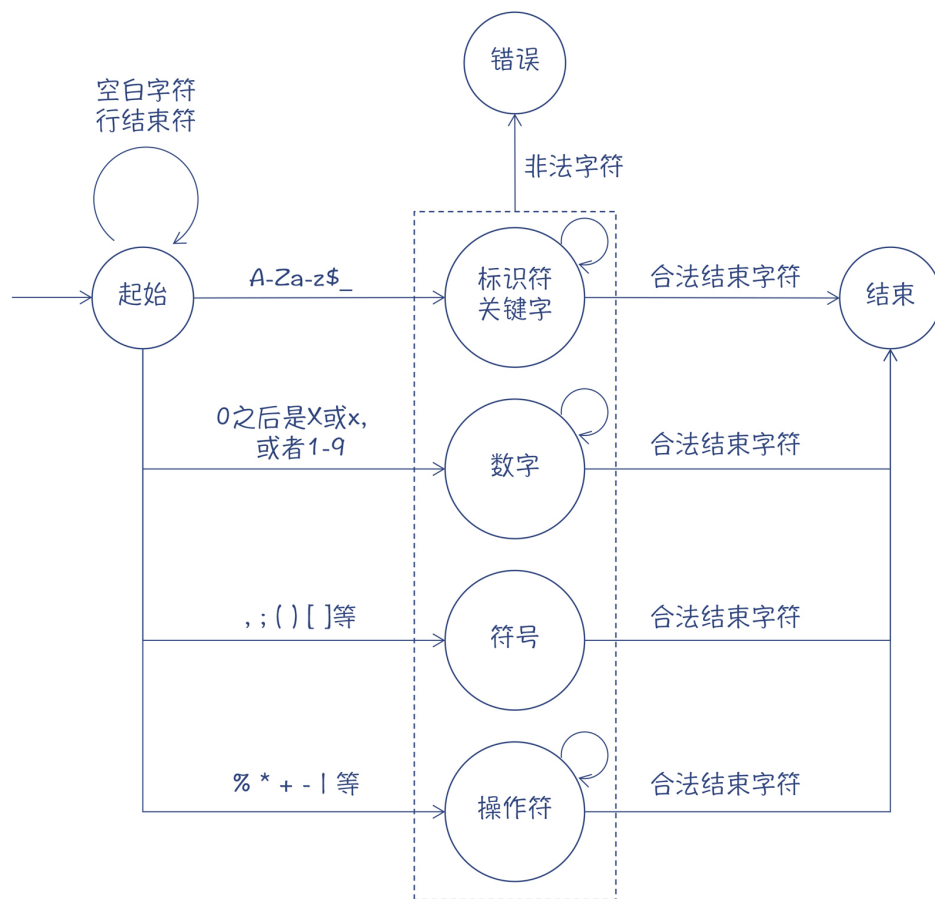 错误
空白字符
行结束符
非法字符
起始
A-Za-z$_
标识符
关键字
合法结束字符
结束
0之后是X或x,
或者1-9
数字
合法结束字符
, ; ( ) [ ]等
符号
合法结束字符
% * + - | 等
操作符
合法结束字符